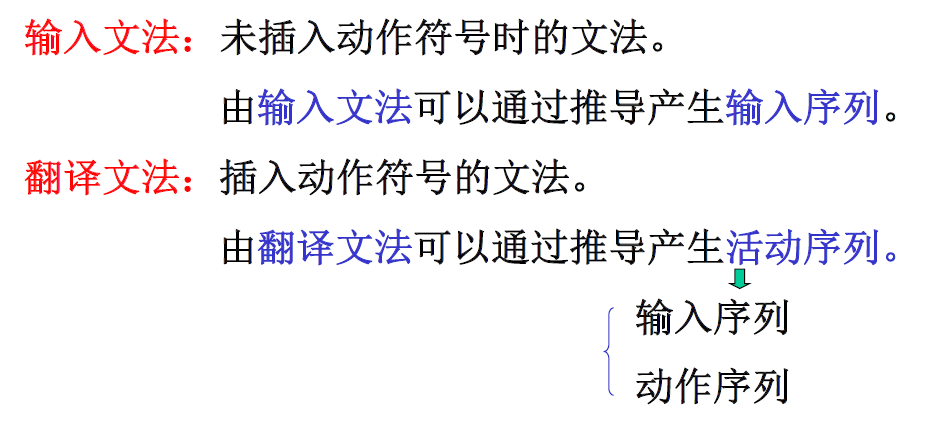 输入文法：未插入动作符号时的文法。
由输入文法可以通过推导产生输入序列。
翻译文法：插入动作符号的文法。
由翻译文法可以通过推导产生活动序列。
输入序列
动作序列